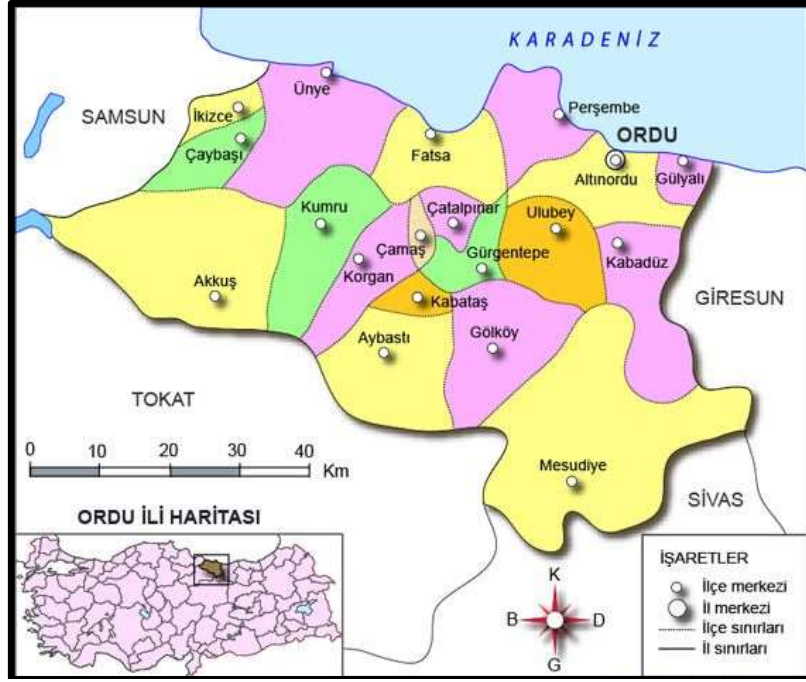 KARADENİZ
SAMSUN
Ünye
İkizce
Çaybaşı
Fatsa
Perşembe
ORDU
Altınordu
Gülyalı
Kumru
Çatalpınar
Ulubey
Çamaş
Korgan
Gürgentepe
Kabadüz
Akkuş
Kabataş
GİRESUN
Aybastı
Gölköy
TOKAT
0 10 20 30 40
Km
Mesudiye
SİVAS
ORDU İLİ HARİTASI
K
B D
G
İŞARETLER
İlçe merkezi
İl merkezi
İlçe sınırları
İl sınırları